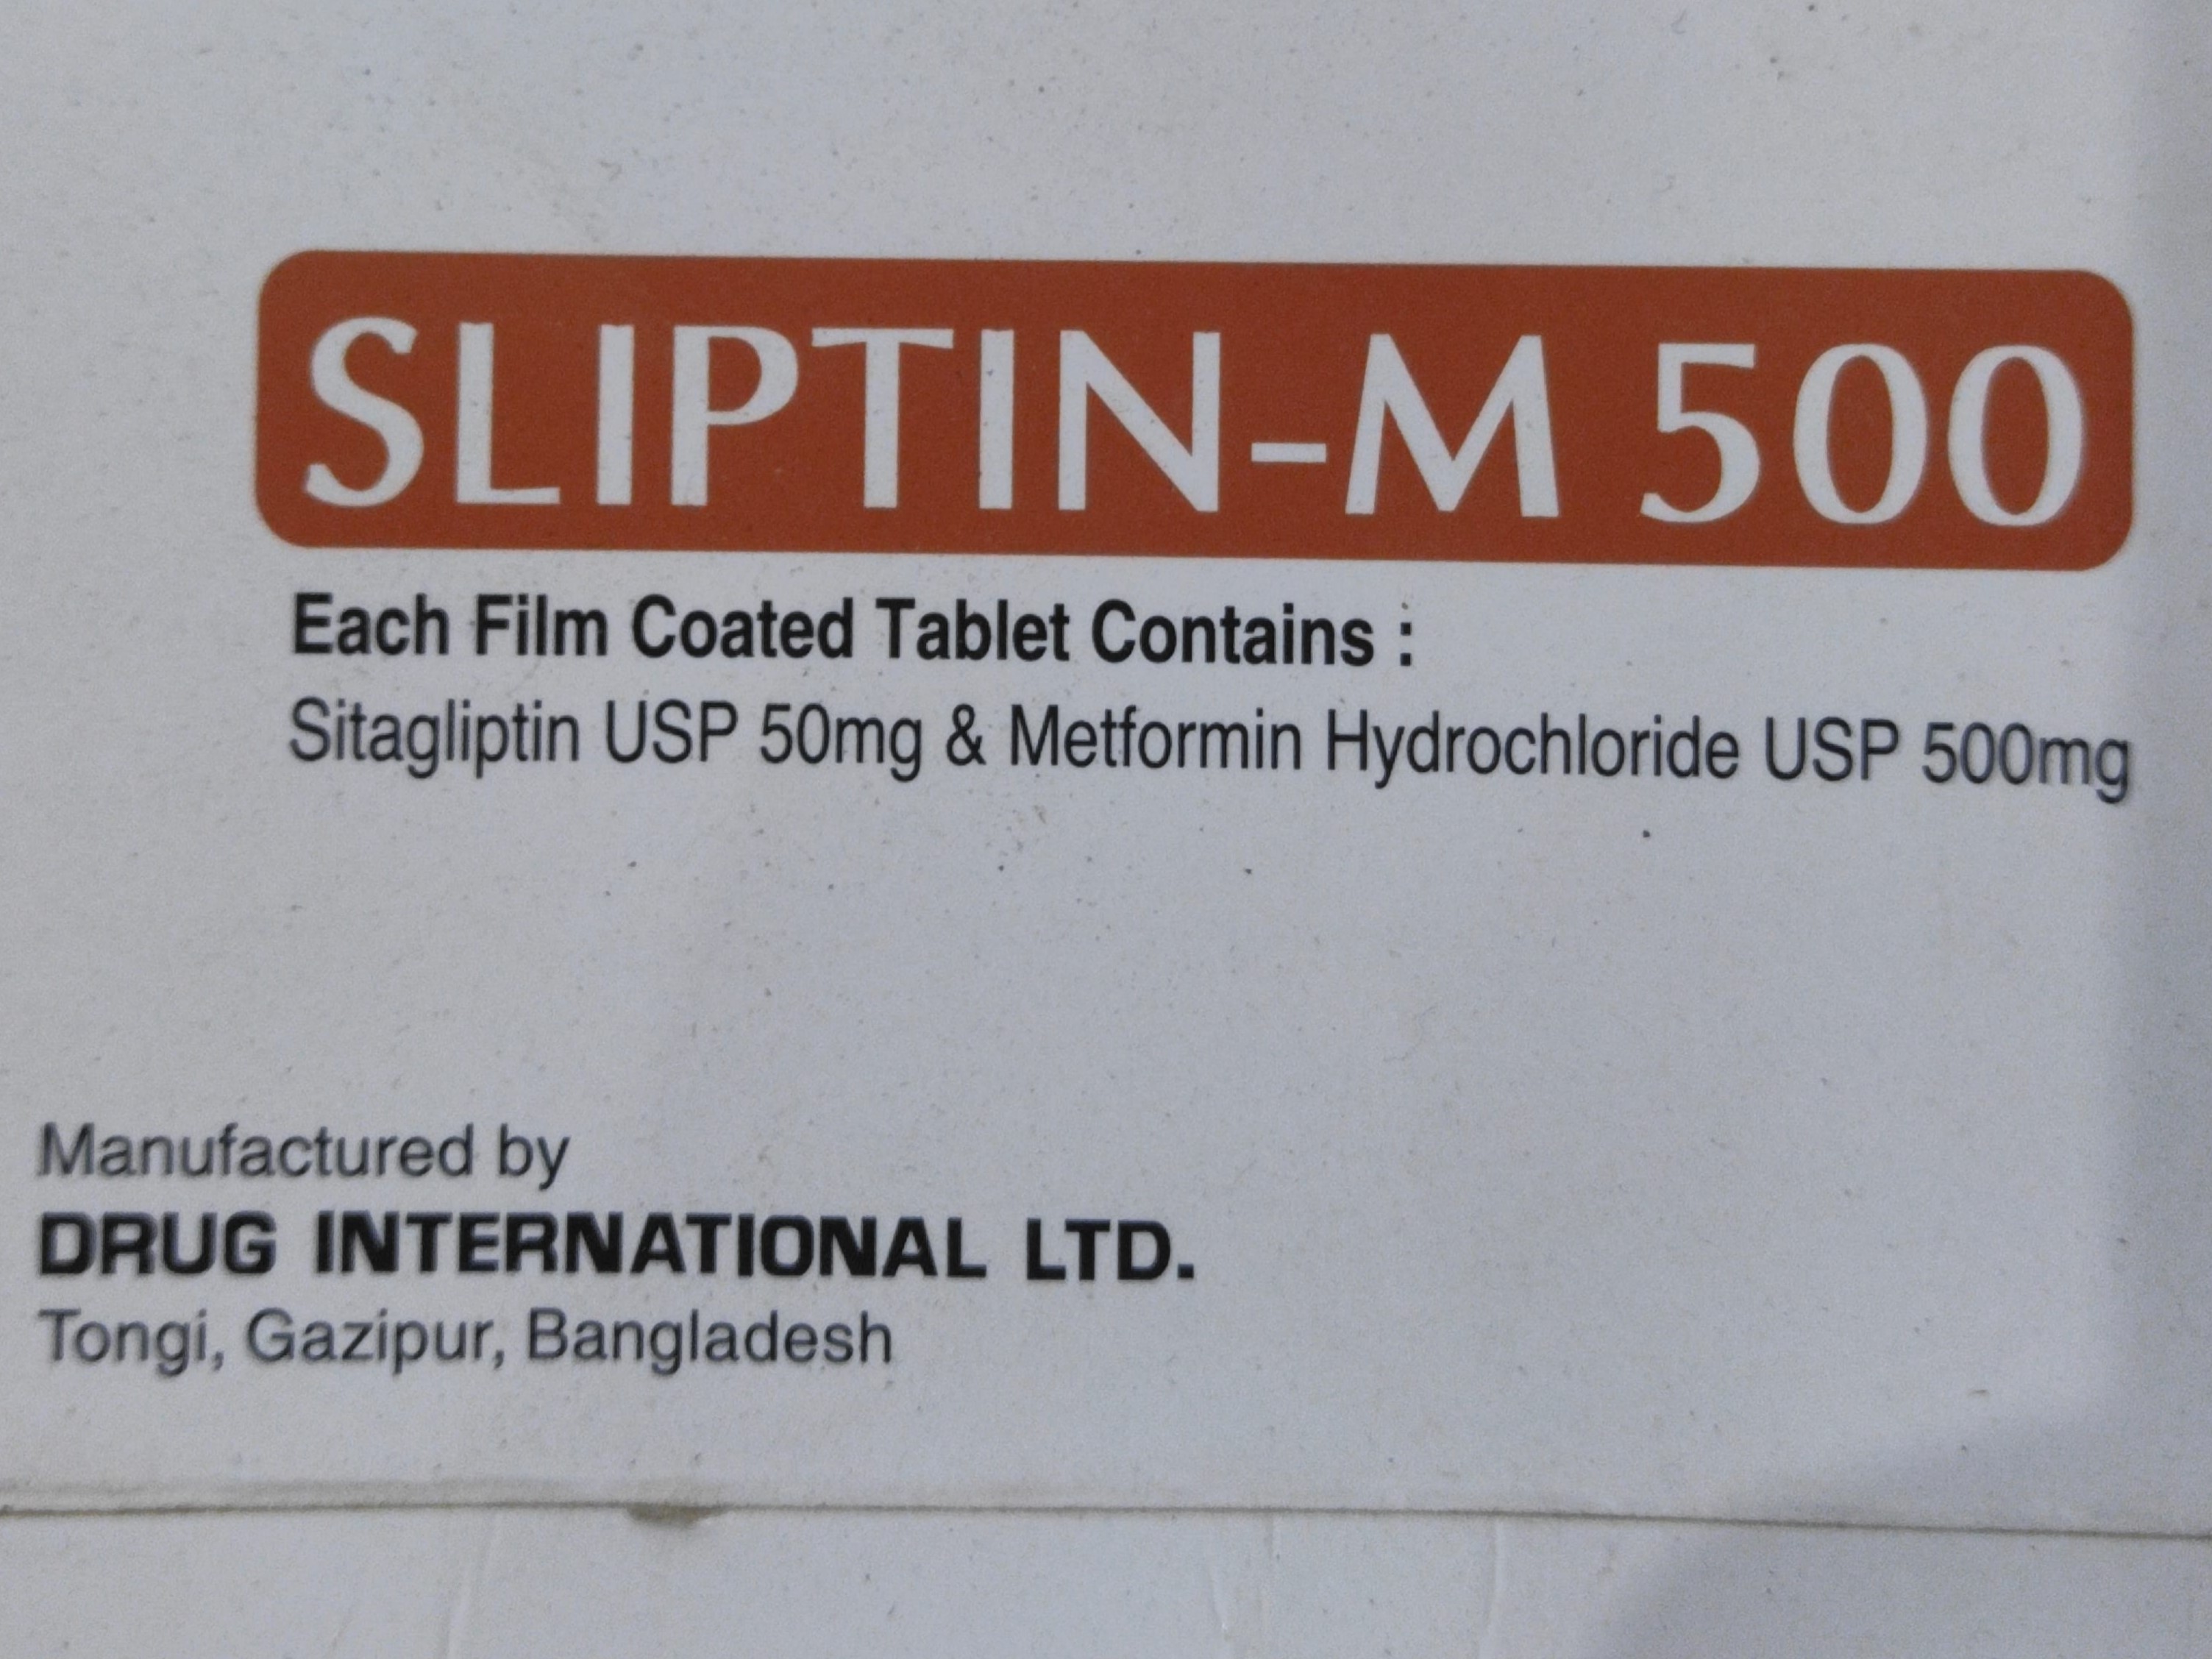 SLIPTIN-M 500
Each Film Coated Tablet Contains :
Sitagliptin USP 50mg & Metformin Hydrochloride USP 500mg
Manufactured by
DRUG INTERNATIONAL LTD.
Tongi, Gazipur, Bangladesh